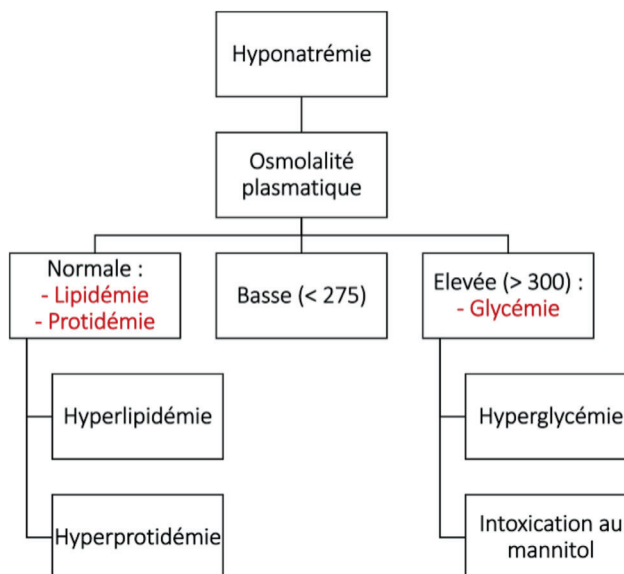 Hyponatrémie
Osmolalité
plasmatique
Normale :
- Lipidémie
- Protidémie
Basse (< 275)
Elevée (> 300) :
- Glycémie
Hyperlipidémie
Hyperprotidémie
Hyperglycémie
Intoxication au
mannitol